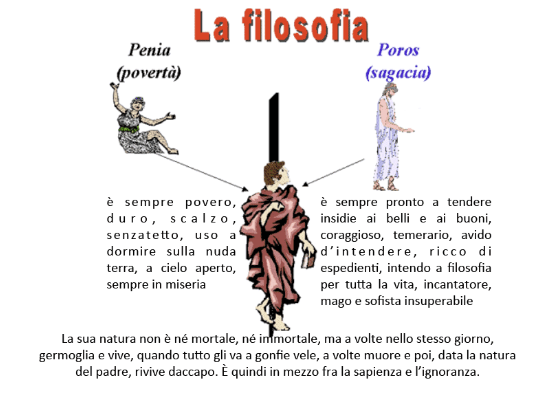 La filosofia
Penia
(povertà)
Poros
(sagacia)
è sempre povero,
duro, scalzo,
senzatetto, uso a
dormire sulla nuda
terra, a cielo aperto,
sempre in miseria
è sempre pronto a tendere
insidie ai belli e ai buoni,
coraggioso, temerario, avido
d'intendere, ricco di
espedienti, intendo a filosofia
per tutta la vita, incantatore,
mago e sofista insuperabile
La sua natura non è né mortale, né immortale, ma a volte nello stesso giorno,
germoglia e vive, quando tutto gli va a gonfie vele, a volte muore e poi, data la natura
del padre, rivive daccapo. È quindi in mezzo fra la sapienza e l'ignoranza.